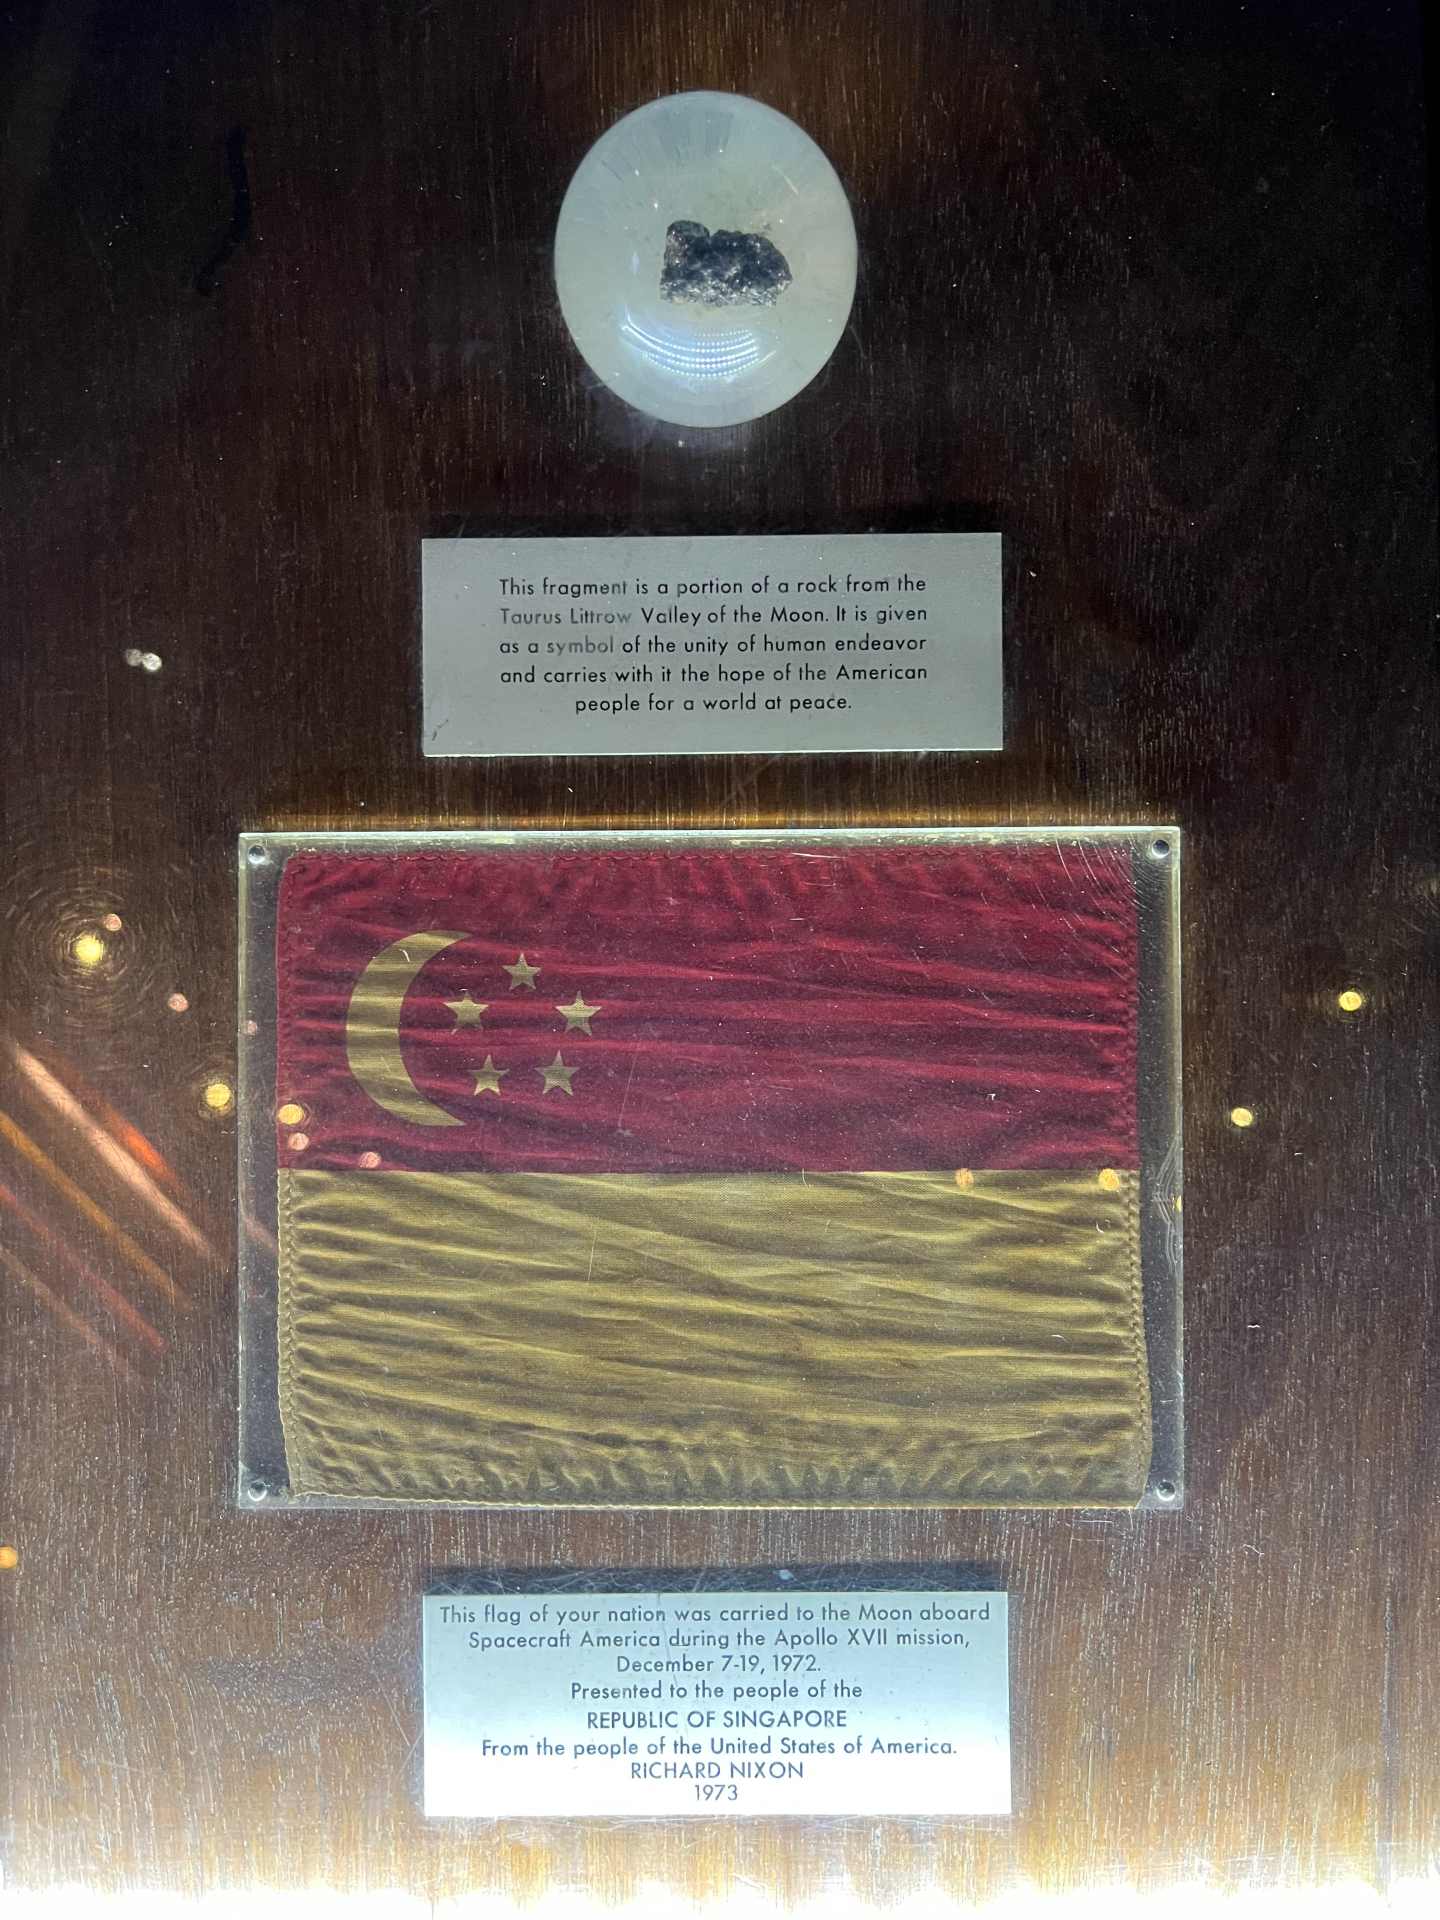 This fragment is a portion of a rock from the
Taurus Littrow Valley of the Moon. It is given
as a symbol of the unity of human endeavor
and carries with it the hope of the American
people for a world at peace.
This flag of your nation was carried to the Moon aboard
Spacecraft America during the Apollo XVII mission,
December 7-19, 1972.
Presented to the people of the
REPUBLIC OF SINGAPORE
From the people of the United States of America.
RICHARD NIXON
1973